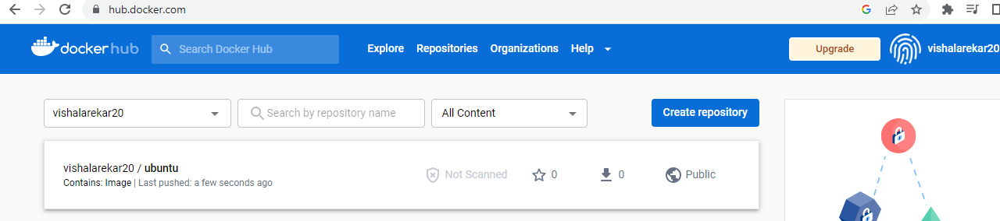 hub.docker.com
docker hub Search Docker Hub Explore Repositories Organizations Help Upgrade vishalarekar20
vishalarekar20 Search by repository name All Content Create repository
vishalarekar20 / ubuntu Not Scanned 0 0 Public
Contains: Image | Last pushed: a few seconds ago